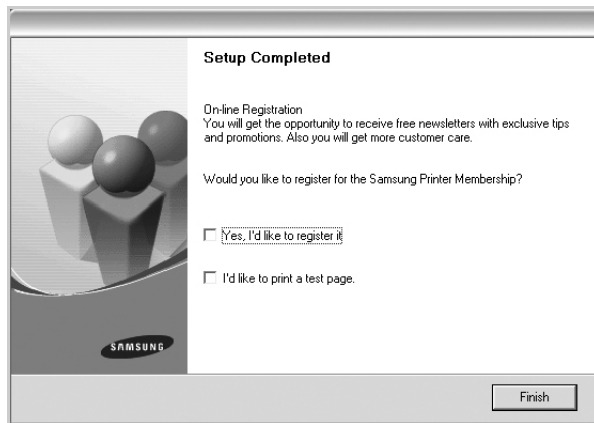 Setup Completed
On-line Registration
You will get the opportunity to receive free newsletters with exclusive tips
and promotions. Also you will get more customer care.
Would you like to register for the Samsung Printer Membership?
Yes, I'd like to register it
I'd like to print a test page.
SAMSUNG
Finish